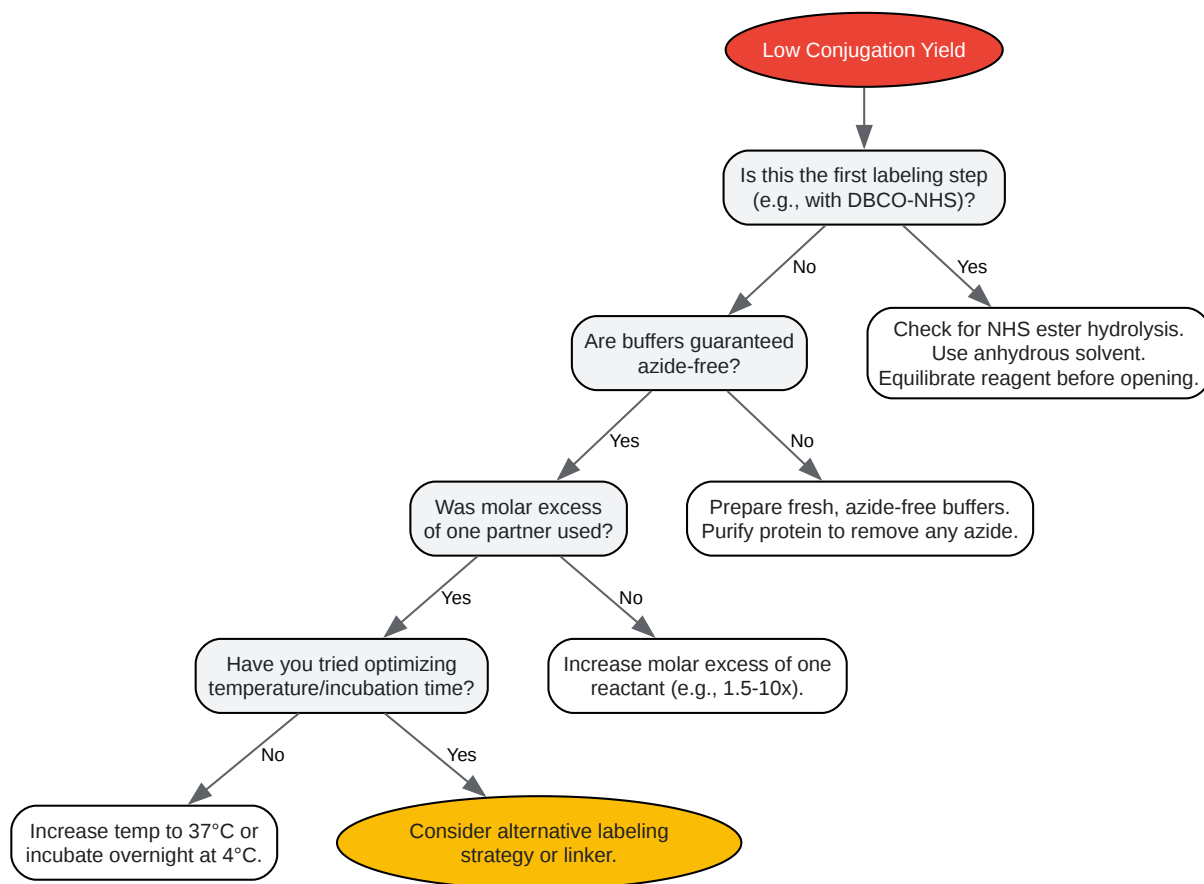 Low Conjugation Yield
Is this the first labeling step
(e.g., with DBCO-NHS)?
No
Yes
Are buffers guaranteed
azide-free?
Check for NHS ester hydrolysis.
Use anhydrous solvent.
Equilibrate reagent before opening.
Yes
No
Was molar excess
of one partner used?
Prepare fresh, azide-free buffers.
Purify protein to remove any azide.
Yes
No
Have you tried optimizing
temperature/incubation time?
Increase molar excess of one
reactant (e.g., 1.5-10x).
No
Yes
Increase temp to 37°C or
incubate overnight at 4°C.
Consider alternative labeling
strategy or linker.